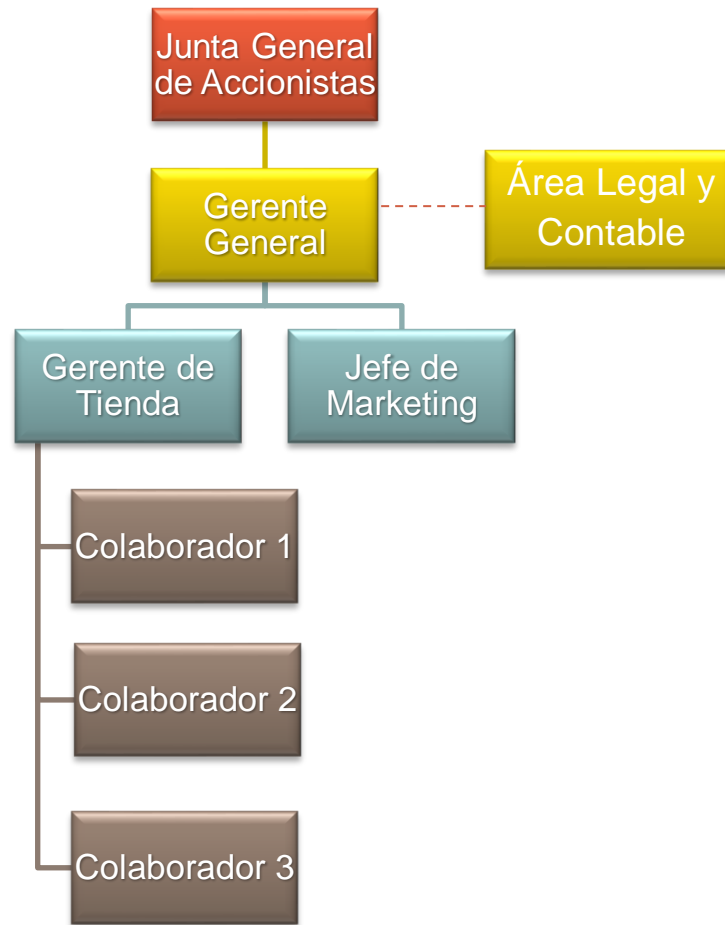 Junta General
de Accionistas
Gerente
General
Área Legal y
Contable
Gerente de
Tienda
Jefe de
Marketing
Colaborador 1
Colaborador 2
Colaborador 3